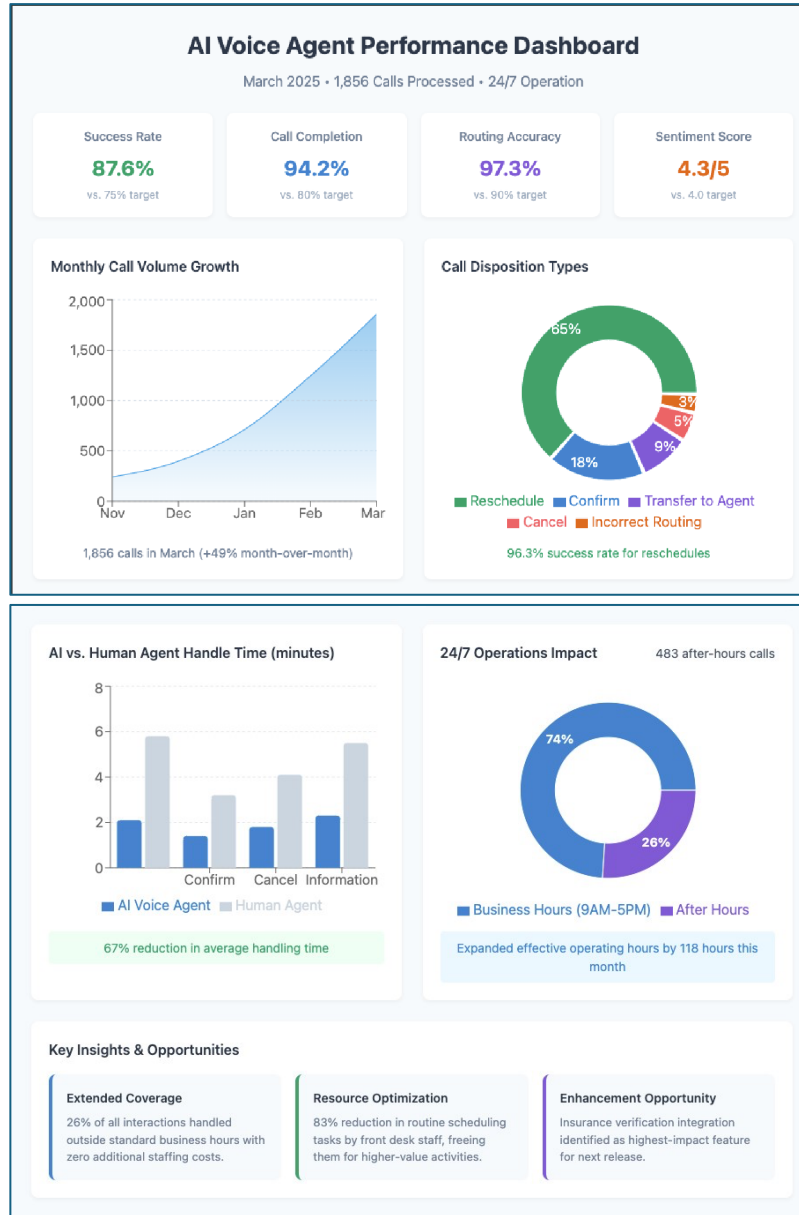 AI Voice Agent Performance Dashboard
March 2025 • 1,856 Calls Processed • 24/7 Operation
Success Rate
87.6%
vs. 75% target
Call Completion
94.2%
vs. 80% target
Routing Accuracy
97.3%
vs. 90% target
Sentiment Score
4.3/5
vs. 4.0 target
Monthly Call Volume Growth
2,000
1,500
1,000
500
0
Nov Dec Jan Feb Mar
1,856 calls in March (+49% month-over-month)
Call Disposition Types
65%
3%
5%
9%
18%
Reschedule Confirm Transfer to Agent
Cancel Incorrect Routing
96.3% success rate for reschedules
AI vs. Human Agent Handle Time (minutes)
8
6
4
2
0
Confirm Cancel Information
AI Voice Agent Human Agent
67% reduction in average handling time
24/7 Operations Impact
483 after-hours calls
74%
26%
Business Hours (9AM-5PM) After Hours
Expanded effective operating hours by 118 hours this
month
Key Insights & Opportunities
Extended Coverage
26% of all interactions handled
outside standard business hours with
zero additional staffing costs.
Resource Optimization
83% reduction in routine scheduling
tasks by front desk staff, freeing
them for higher-value activities.
Enhancement Opportunity
Insurance verification integration
identified as highest-impact feature
for next release.